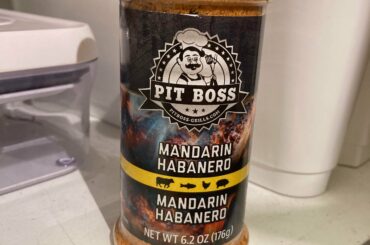 PIT BOSS
PITBOSS-GRILLS.COM
MANDARIN
HABANERO
MANDARIN
HABANERO
NET WT 6.2 OZ (176g)